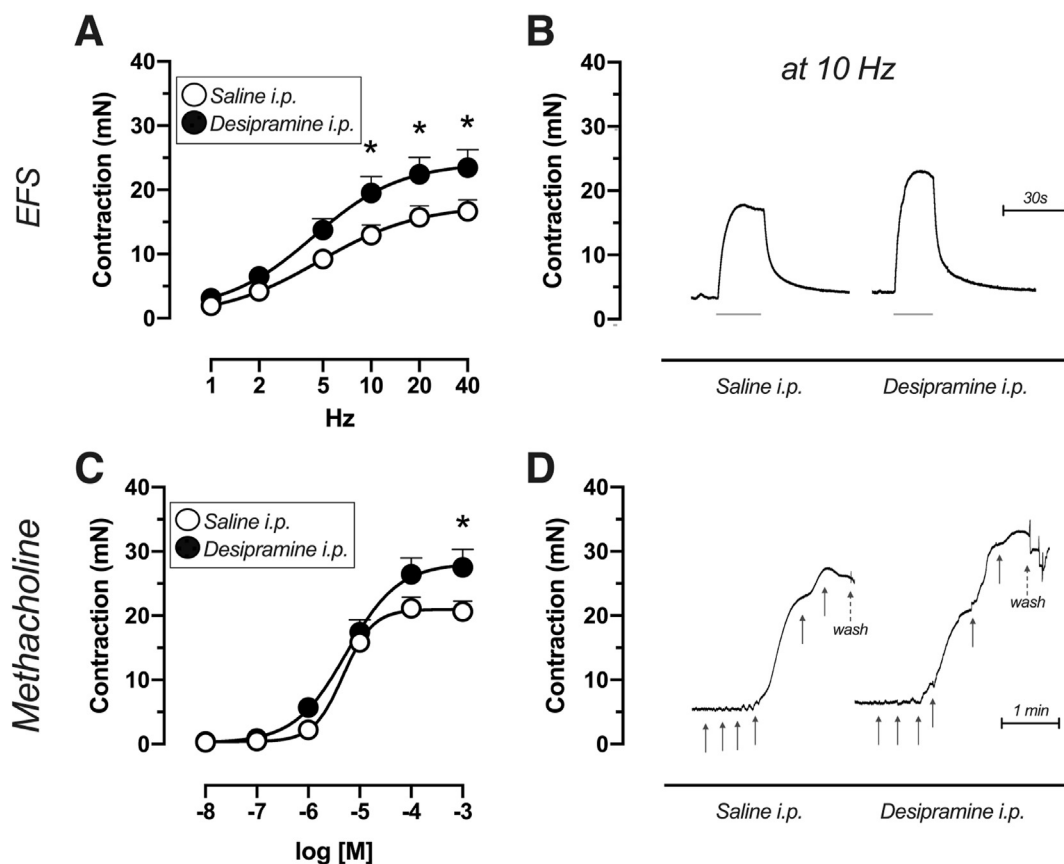 A
EFS
Contraction (mN)
40
30
20
10
0
Saline i.p.
Desipramine i.p.
* * *
1 2 5 10 20 40
Hz
B
at 10 Hz
Contraction (mN)
40
30
20
10
0
30s
Saline i.p. Desipramine i.p.
C
Methacholine
Contraction (mN)
40
30
20
10
0
Saline i.p.
Desipramine i.p.
*
-8 -7 -6 -5 -4 -3
log [M]
D
Contraction (mN)
40
30
20
10
0
wash
wash
1 min
Saline i.p. Desipramine i.p.